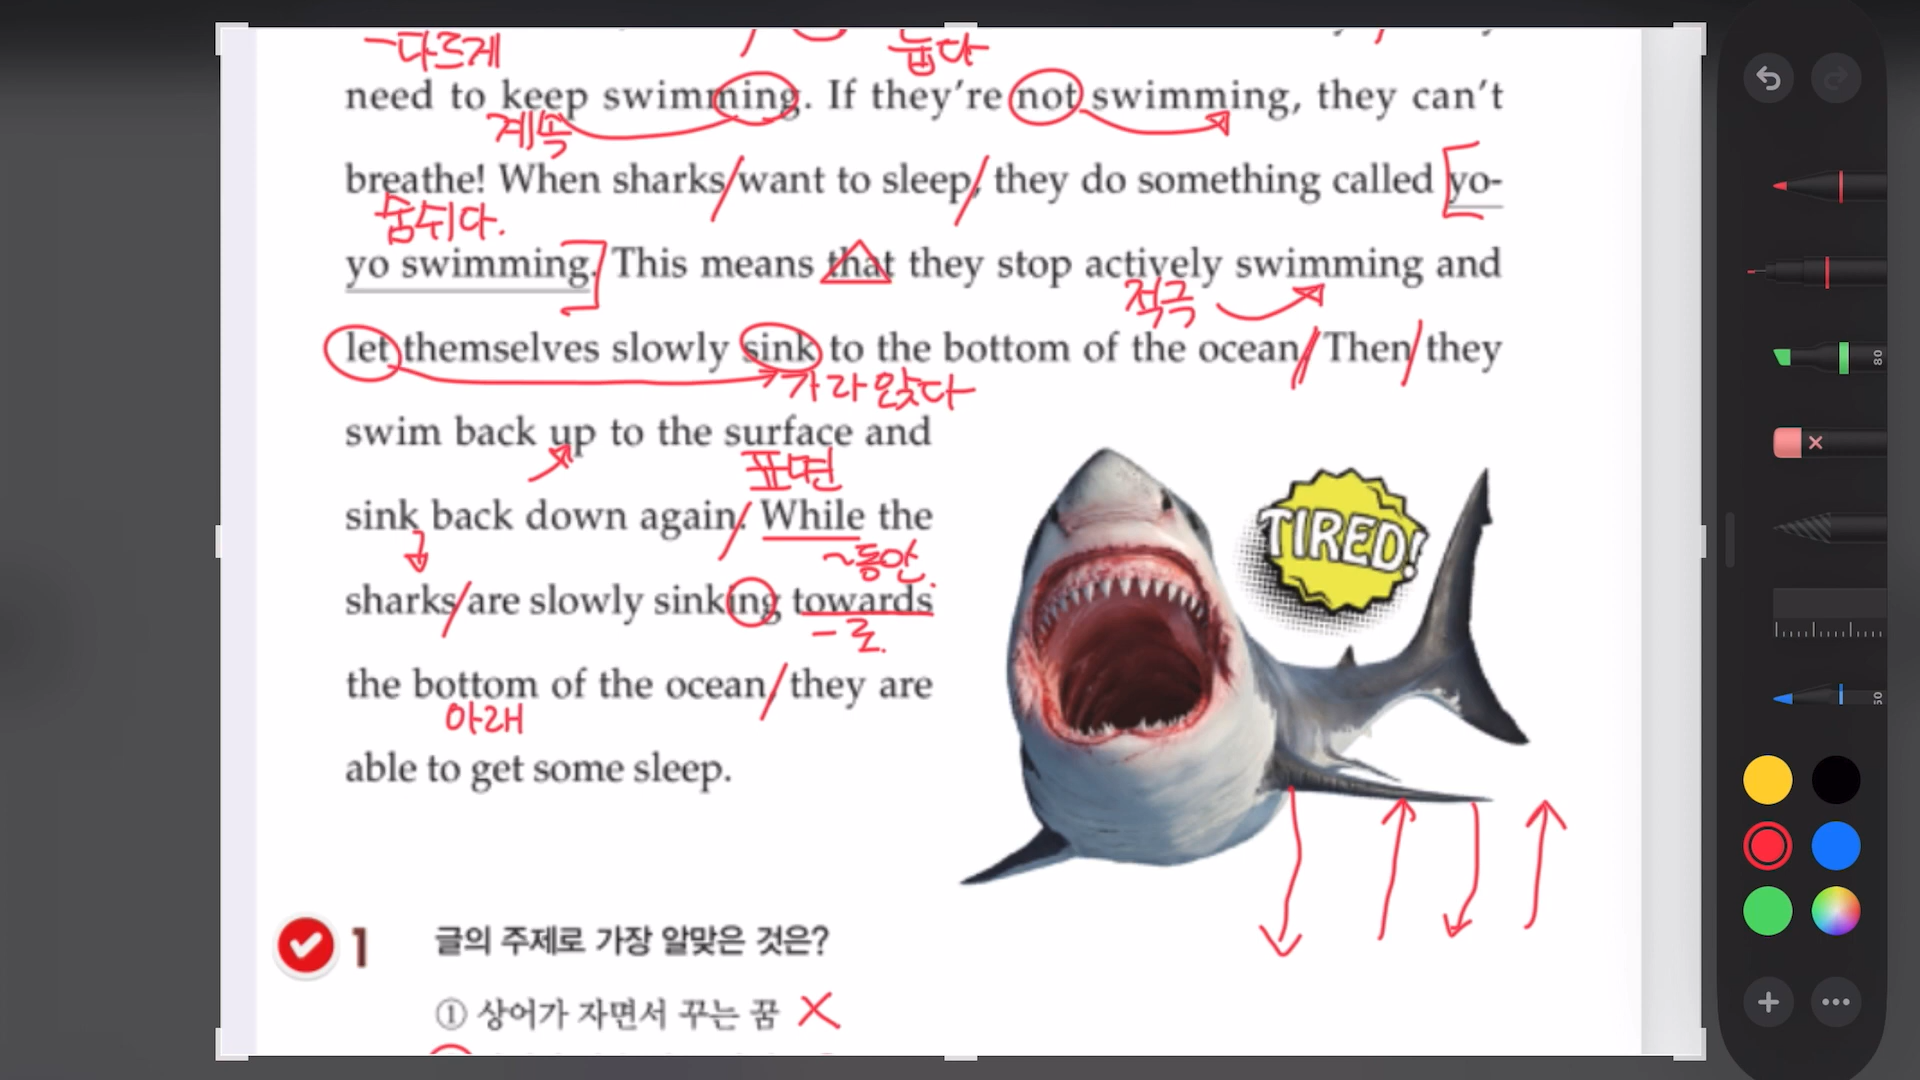 -다르게 눕다
need to keep swimming. If they're not swimming, they can't
계속
breathe! When sharks/want to sleep,/they do something called [yo-
숨쉬다.
yo swimming.] This means that they stop actively swimming and
적극
let themselves slowly sink to the bottom of the ocean./Then/they
가라앉다
swim back up to the surface and
표면
sink back down again./While the
~동안.
sharks/are slowly sinking towards
-로.
the bottom of the ocean,/they are
아래
able to get some sleep.
TIRED!
1 글의 주제로 가장 알맞은 것은?
① 상어가 자면서 꾸는 꿈 X
80
50